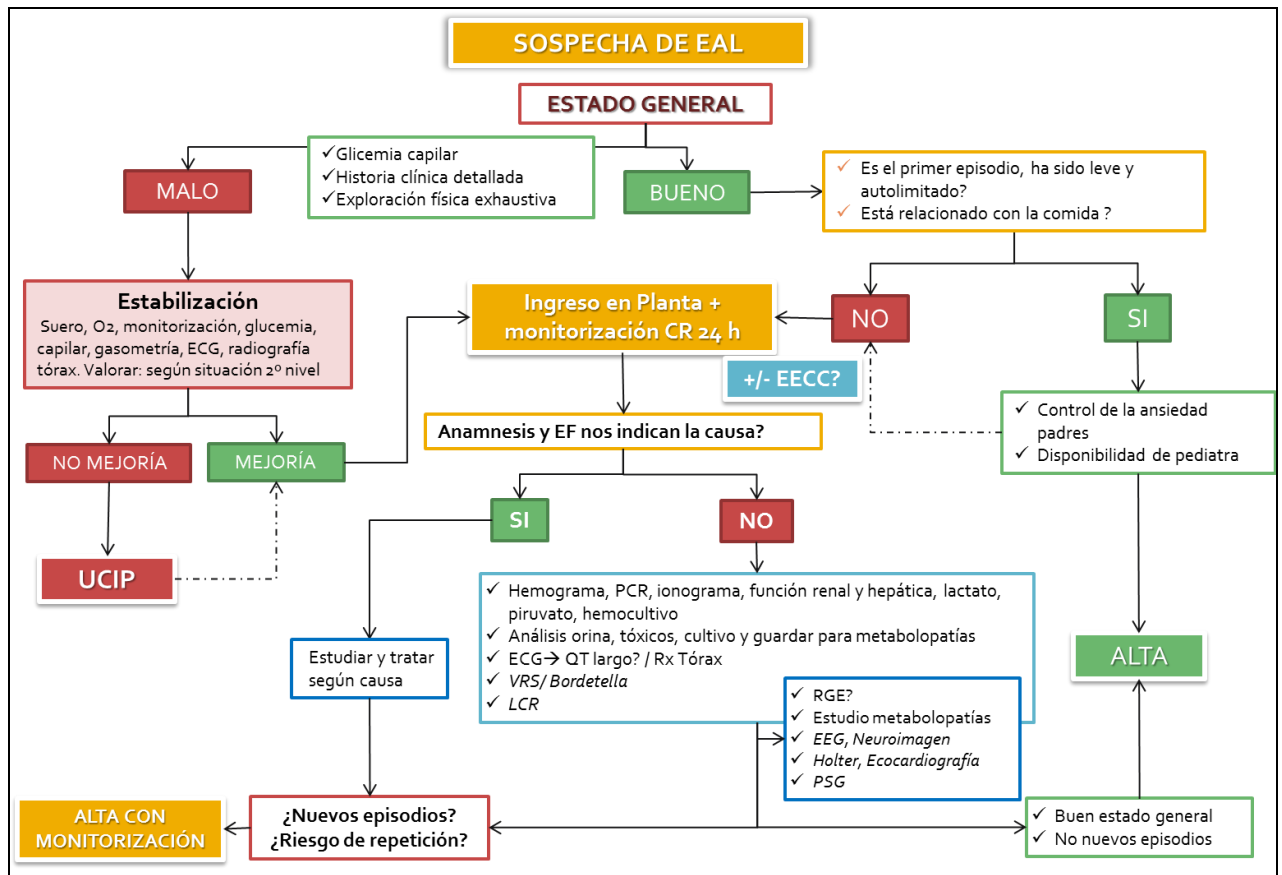 SOSPECHA DE EAL
ESTADO GENERAL
✓Glicemia capilar
✓Historia clínica detallada
✓Exploración física exhaustiva
MALO
BUENO
✓ Es el primer episodio, ha sido leve y
autolimitado?
✓ Está relacionado con la comida ?
Estabilización
Suero, O2, monitorización, glucemia,
capilar, gasometría, ECG, radiografía
tórax. Valorar: según situación 2º nivel
Ingreso en Planta +
monitorización CR 24 h
NO
SI
+/- EECC?
✓ Control de la ansiedad
padres
✓ Disponibilidad de pediatra
Anamnesis y EF nos indican la causa?
NO MEJORÍA
MEJORÍA
SI
NO
UCIP
✓ Hemograma, PCR, ionograma, función renal y hepática, lactato,
piruvato, hemocultivo
✓ Análisis orina, tóxicos, cultivo y guardar para metabolopatías
✓ ECG→ QT largo? / Rx Tórax
✓ VRS/ Bordetella
✓ LCR
Estudiar y tratar
según causa
ALTA
✓ RGE?
✓ Estudio metabolopatías
✓ EEG, Neuroimagen
✓ Holter, Ecocardiografía
✓ PSG
ALTA CON
MONITORIZACIÓN
¿Nuevos episodios?
¿Riesgo de repetición?
✓ Buen estado general
✓ No nuevos episodios